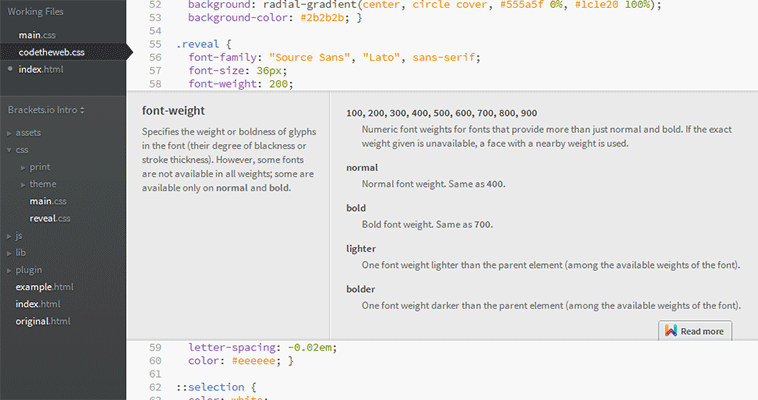 Working Files
main.css
codetheweb.css
index.html
Brackets.io Intro
assets
css
print
theme
main.css
reveal.css
js
lib
plugin
example.html
index.html
original.html
52 background: radial-gradient(center, circle cover, #555a5f 0%, #1c1e20 100%);
53 background-color: #2b2b2b; }
54
55 .reveal {
56 font-family: "Source Sans", "Lato", sans-serif;
57 font-size: 36px;
58 font-weight: 200;
font-weight
Specifies the weight or boldness of glyphs
in the font (their degree of blackness or
stroke thickness). However, some fonts
are not available in all weights; some are
available only on normal and bold.
100, 200, 300, 400, 500, 600, 700, 800, 900
Numeric font weights for fonts that provide more than just normal and bold. If the exact
weight given is unavailable, a face with a nearby weight is used.
normal
Normal font weight. Same as 400.
bold
Bold font weight. Same as 700.
lighter
One font weight lighter than the parent element (among the available weights of the font).
bolder
One font weight darker than the parent element (among the available weights of the font).
Read more
59 letter-spacing: -0.02em;
60 color: #eeeeee; }
61
62 ::selection {
63 color: white;